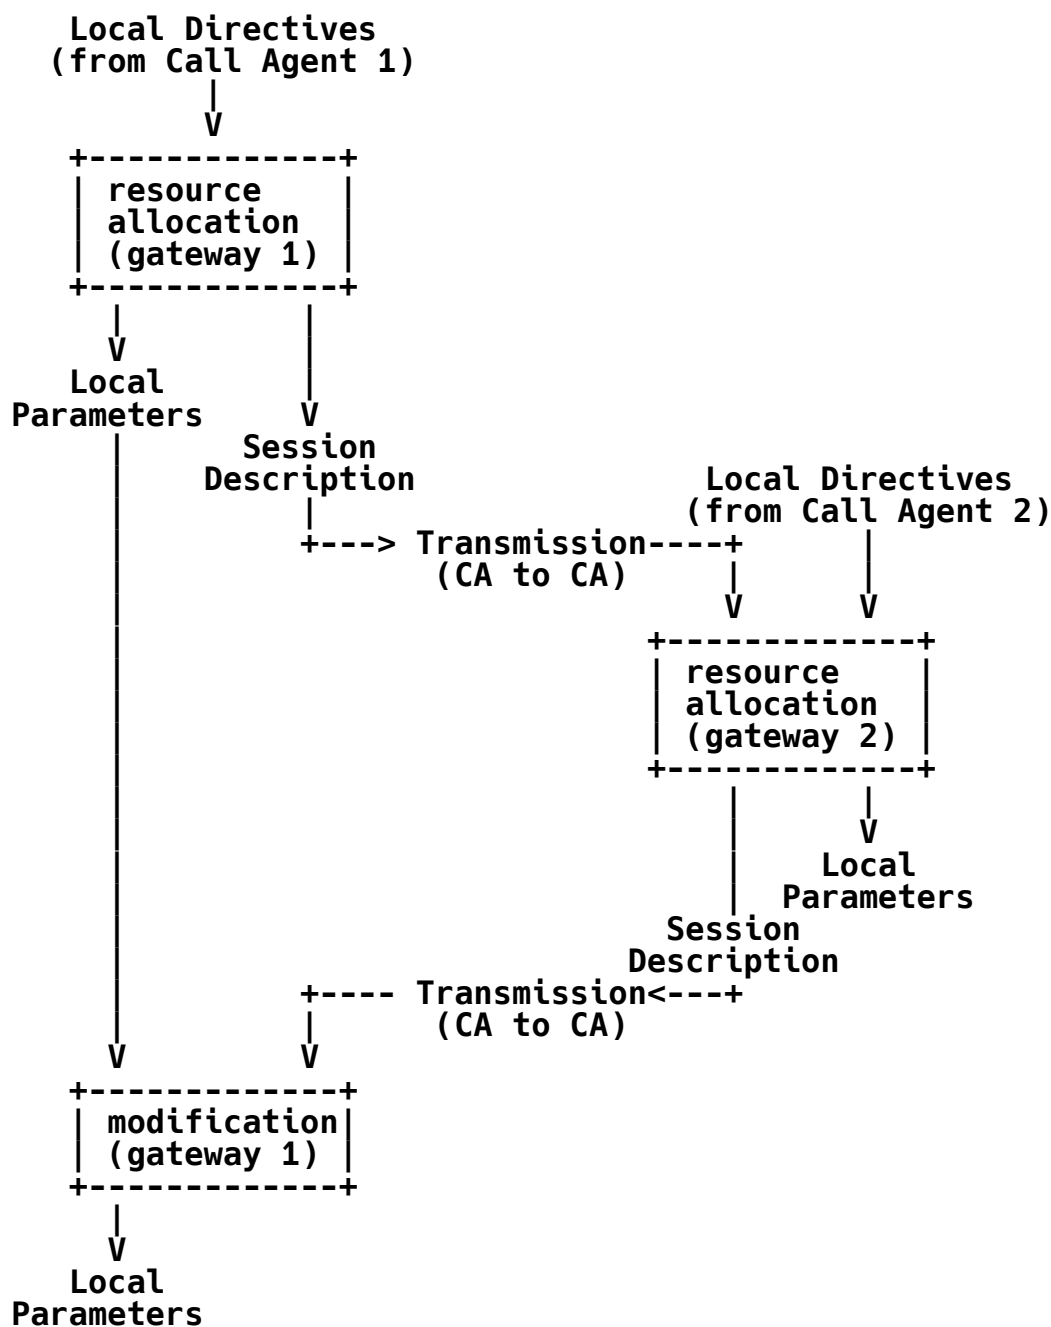 Local Directives
(from Call Agent 1)
|
V
+-------------+
| resource    |
| allocation  |
| (gateway 1) |
+-------------+
|         |
V         |
Local       |
Parameters     V
|      Session
|    Description               Local Directives
|         |                   (from Call Agent 2)
|         +---> Transmission----+      |
|                (CA to CA)     |      |
|                               V      V
|                           +-------------+
|                           | resource    |
|                           | allocation  |
|                           | (gateway 2) |
|                           +-------------+
|                               |      |
|                               |      V
|                               |    Local
|                               |  Parameters
|                            Session
|                          Description
|         +---- Transmission<---+
|         |      (CA to CA)
V         V
+-------------+
| modification|
| (gateway 1) |
+-------------+
|
V
Local
Parameters